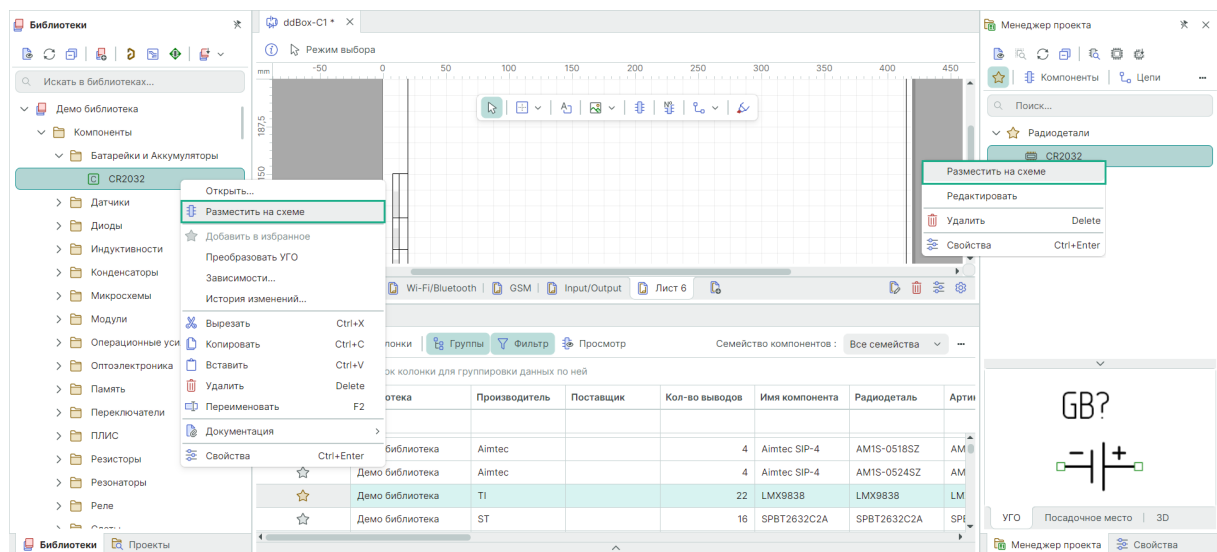 Библиотеки
Искать в библиотеках...
Демо библиотека
Компоненты
Батарейки и Аккумуляторы
CR2032
Датчики
Диоды
Индуктивности
Конденсаторы
Микросхемы
Модули
Операционные уси
Оптоэлектроника
Память
Переключатели
ПЛИС
Резисторы
Резонаторы
Реле
Библиотеки Проекты
Открыть...
Разместить на схеме
Добавить в избранное
Преобразовать УГО
Зависимости...
История изменений...
Вырезать Ctrl+X
Копировать Ctrl+C
Вставить Ctrl+V
Удалить Delete
Переименовать F2
Документация
Свойства Ctrl+Enter
ddBox-C1 *
Режим выбора
mm -50 0 50 100 150 200 250 300 350 400 450
187,5
150
Wi-Fi/Bluetooth GSM Input/Output Лист 6
лонки Группы Фильтр Просмотр Семейство компонентов : Все семейства
ок колонки для группировки данных по ней
отека Производитель Поставщик Кол-во выводов Имя компонента Радиодеталь Артик
библиотека Aimtec 4 Aimtec SIP-4 AM1S-0518SZ AM
Демо библиотека Aimtec 4 Aimtec SIP-4 AM1S-0524SZ AM
Демо библиотека TI 22 LMX9838 LMX9838 LM
Демо библиотека ST 16 SPBT2632C2A SPBT2632C2A SPE
Менеджер проекта
Компоненты Цепи
Поиск...
Радиодетали
CR2032
Разместить на схеме
Редактировать
Удалить Delete
Свойства Ctrl+Enter
GB?
УГО Посадочное место 3D
Менеджер проекта Свойства